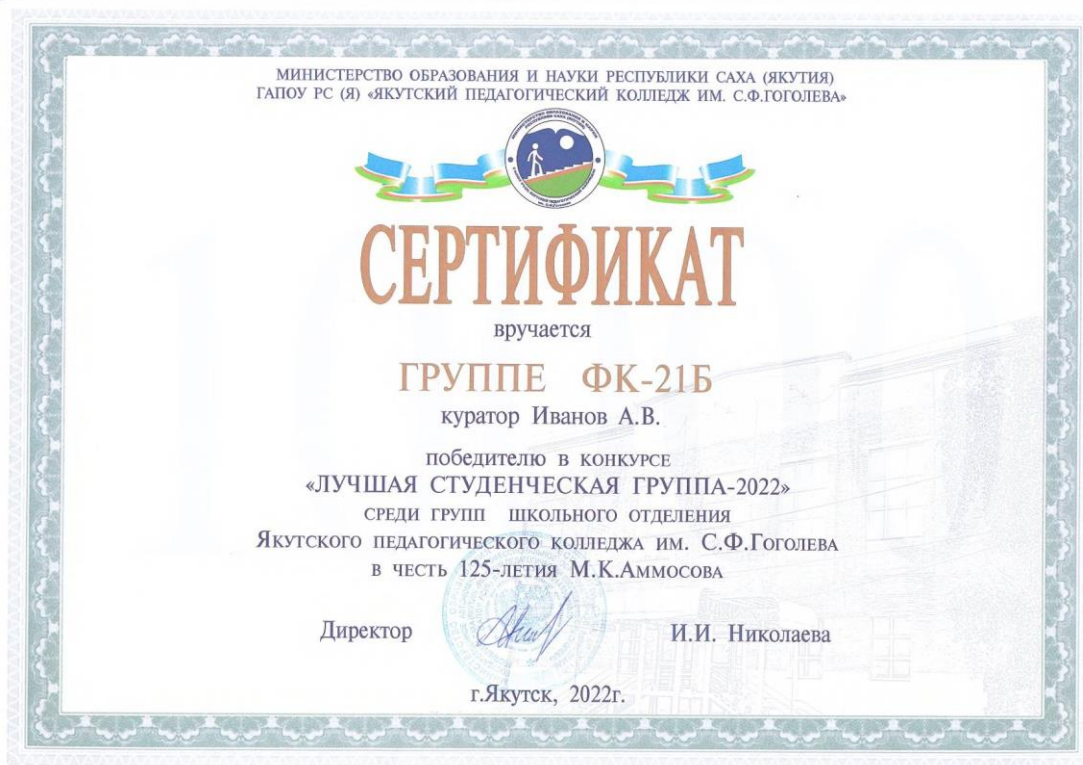 МИНИСТЕРСТВО ОБРАЗОВАНИЯ И НАУКИ РЕСПУБЛИКИ САХА (ЯКУТИЯ)
ГАПОУ РС (Я) «ЯКУТСКИЙ ПЕДАГОГИЧЕСКИЙ КОЛЛЕДЖ ИМ. С.Ф.ГОГОЛЕВА»
СЕРТИФИКАТ
вручается
ГРУППЕ ФК-21Б
куратор Иванов А.В.
победителю в конкурсе
«ЛУЧШАЯ СТУДЕНЧЕСКАЯ ГРУППА-2022»
СРЕДИ ГРУПП ШКОЛЬНОГО ОТДЕЛЕНИЯ
ЯКУТСКОГО ПЕДАГОГИЧЕСКОГО КОЛЛЕДЖА ИМ. С.Ф.ГОГОЛЕВА
В ЧЕСТЬ 125-ЛЕТИЯ М.К.АММОСОВА
Директор И.И. Николаева
г.Якутск, 2022г.